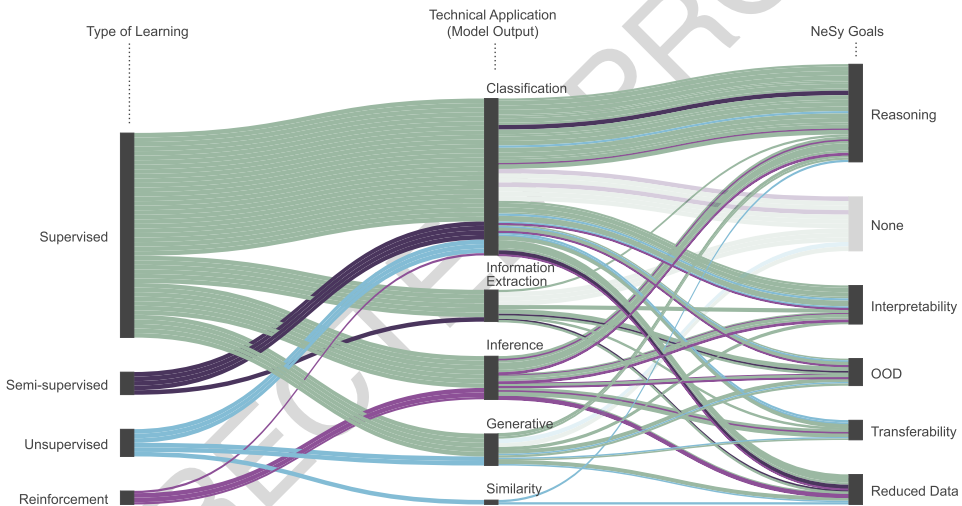 Type of Learning
Technical Application
(Model Output)
NeSy Goals
Supervised
Semi-supervised
Unsupervised
Reinforcement
Classification
Information
Extraction
Inference
Generative
Similarity
Reasoning
None
Interpretability
OOD
Transferability
Reduced Data